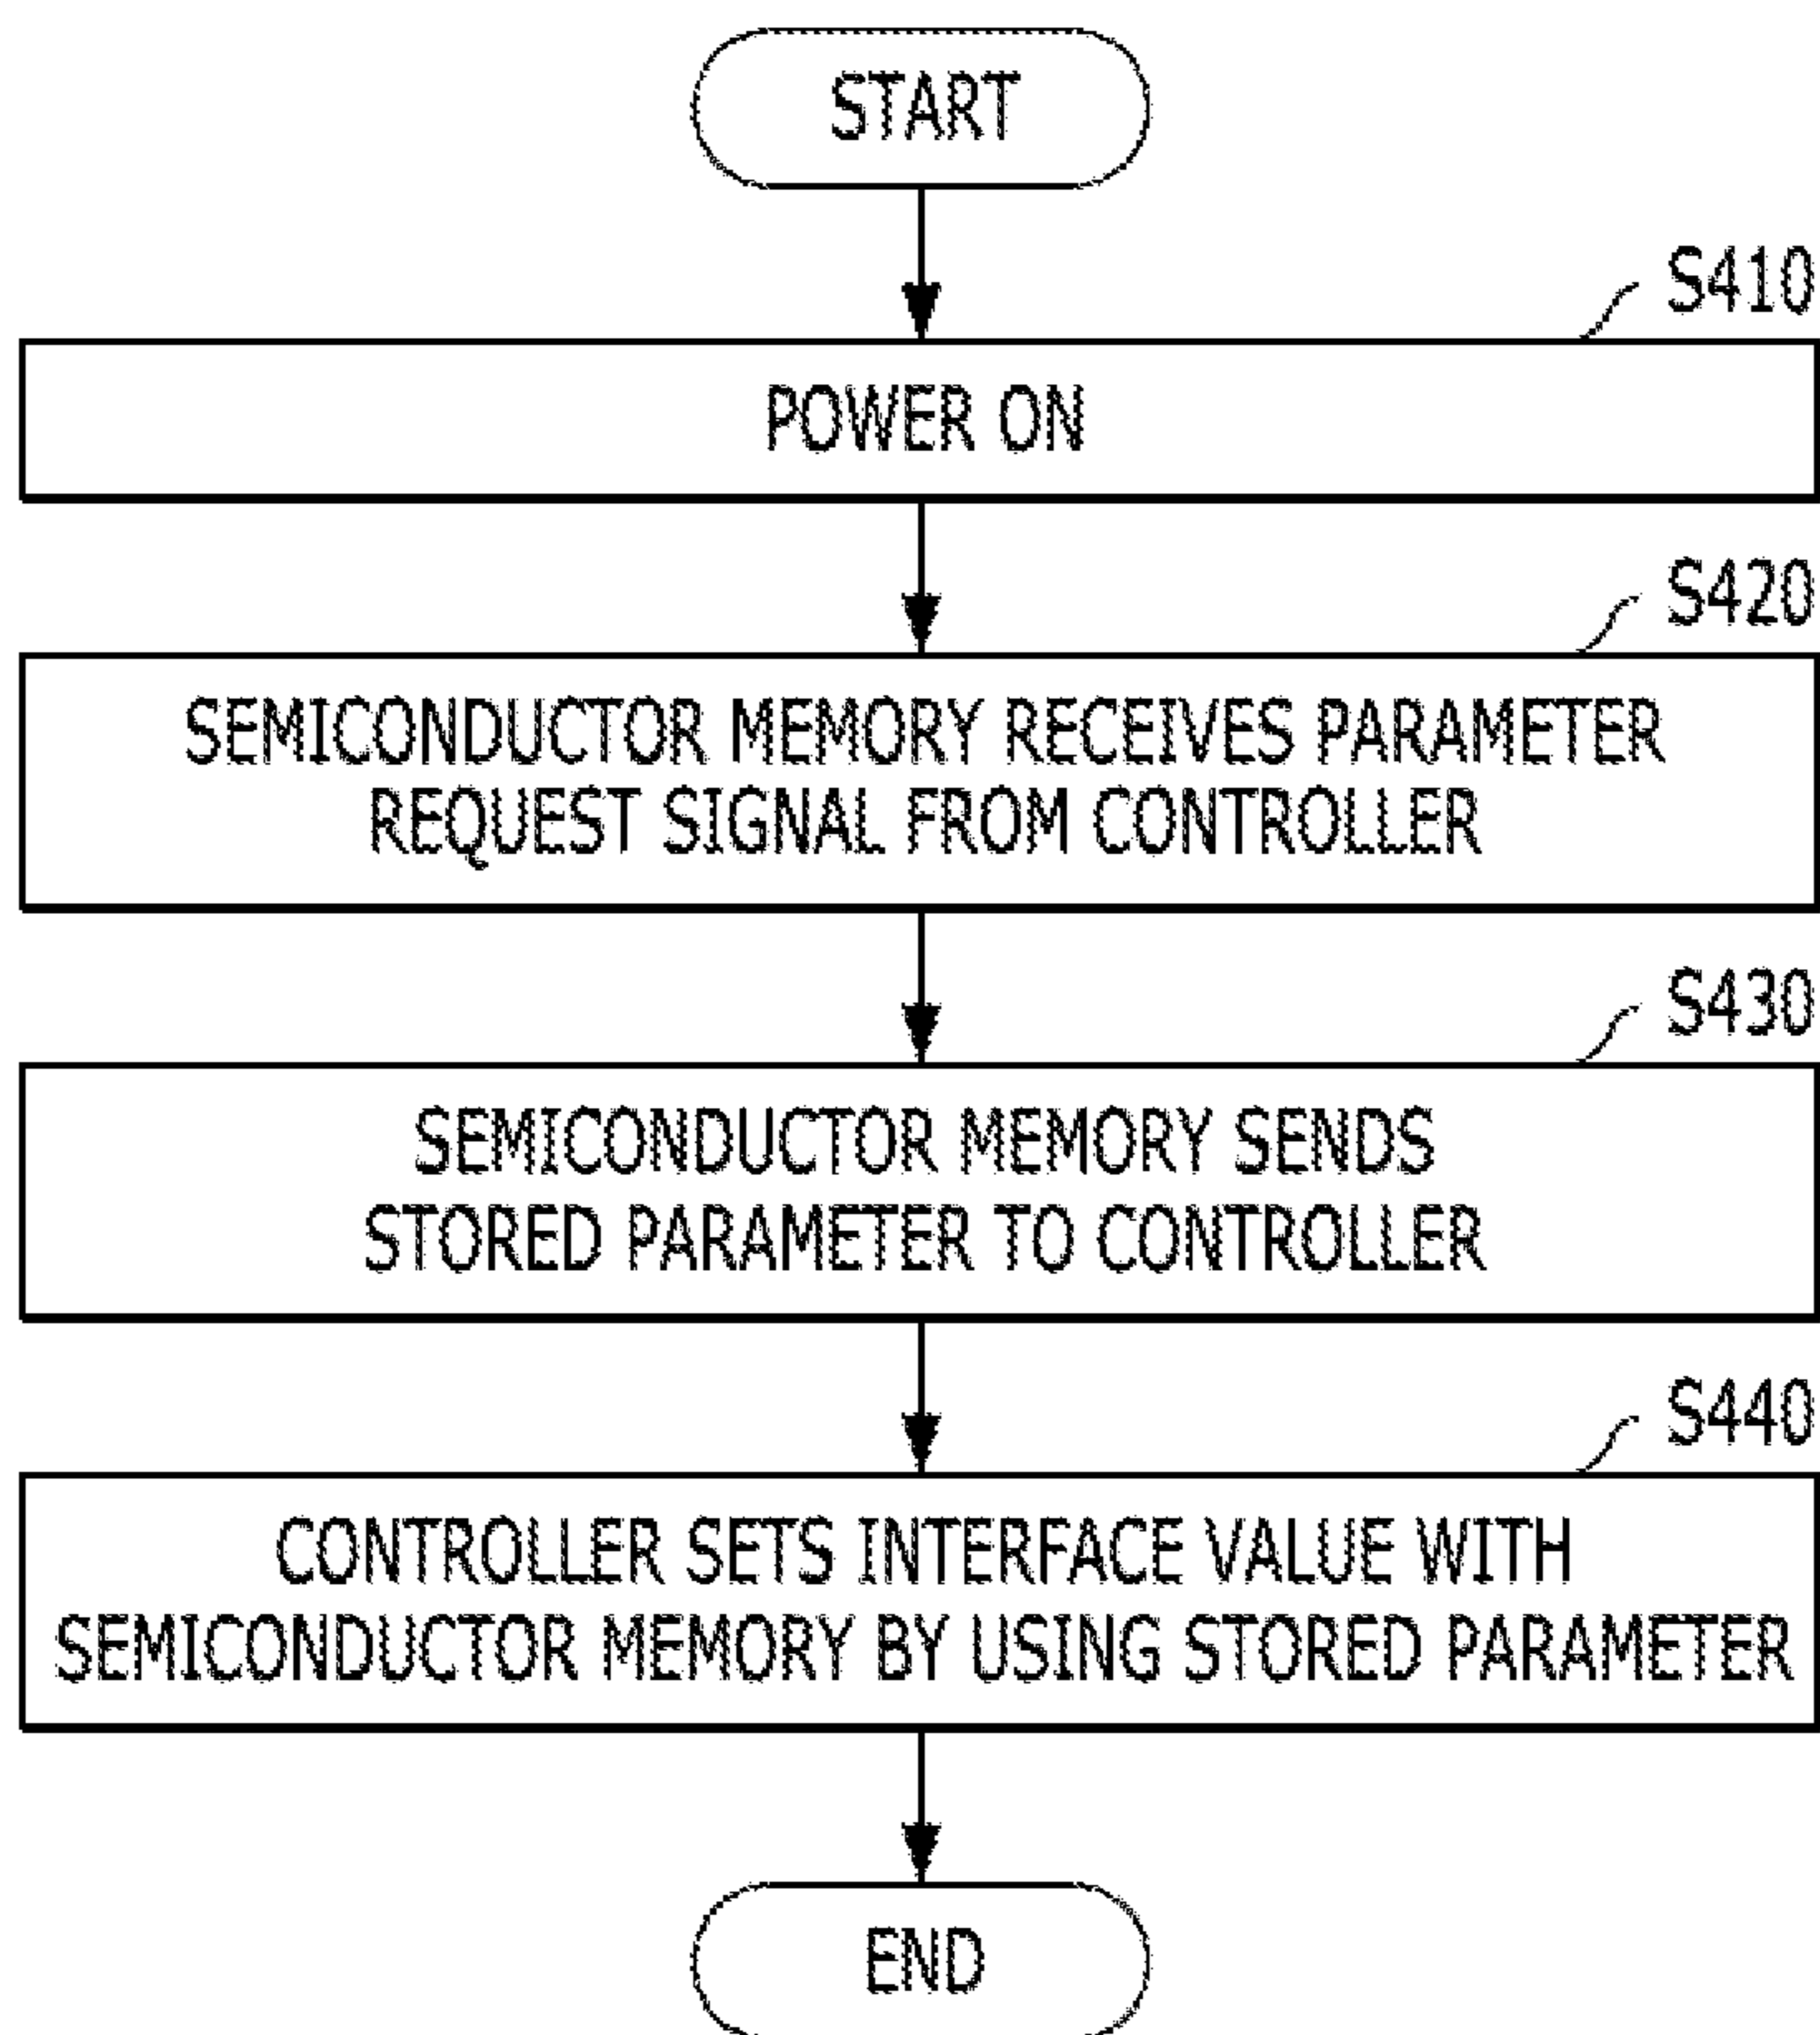 START
S410
POWER ON
S420
SEMICONDUCTOR MEMORY RECEIVES PARAMETER
REQUEST SIGNAL FROM CONTROLLER
S430
SEMICONDUCTOR MEMORY SENDS
STORED PARAMETER TO CONTROLLER
S440
CONTROLLER SETS INTERFACE VALUE WITH
SEMICONDUCTOR MEMORY BY USING STORED PARAMETER
END